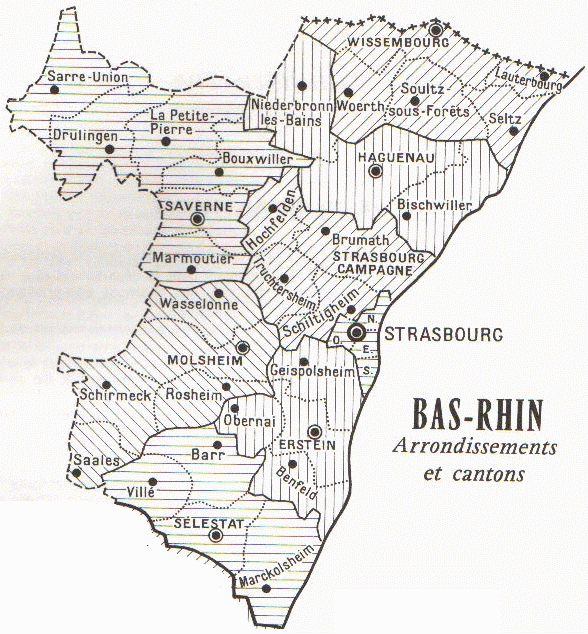 WISSEMBOURG
Lauterbourg
Sarre-Union
Niederbronn
les-Bains
Woerth
Soultz-
sous-Forêts
Seltz
La Petite-
Pierre
Drulingen
Bouxwiller
HAGUENAU
SAVERNE
Hochfelden
Bischwiller
Brumath
STRASBOURG
CAMPAGNE
Marmoutier
Truchtersheim
Wasselonne
Schiltigheim
N.
O.
E.
S.
STRASBOURG
MOLSHEIM
Geispolsheim
Schirmeck
Rosheim
Obernai
BAS-RHIN
Arrondissements
et cantons
ERSTEIN
Barr
Saales
Benfeld
Villé
SÉLESTAT
Marckolsheim